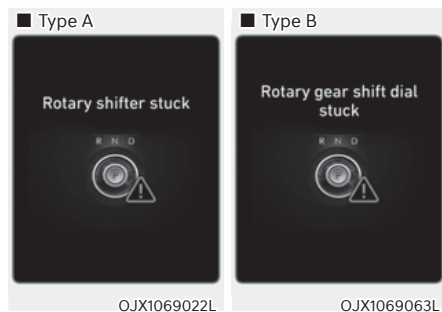 ■ Type A
Rotary shifter stuck
R N D
P
OJX1069022L
■ Type B
Rotary gear shift dial
stuck
R N D
P
OJX1069063L